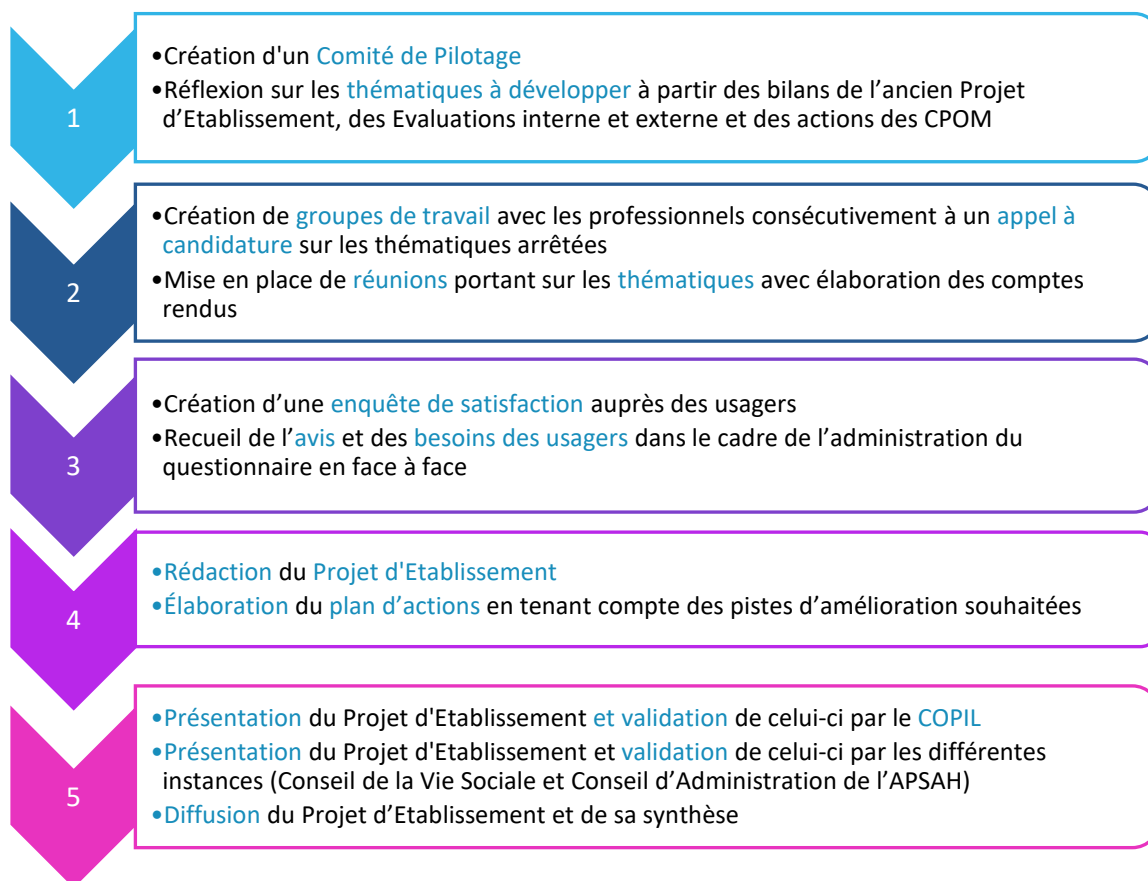 1
•Création d'un Comité de Pilotage
•Réflexion sur les thématiques à développer à partir des bilans de l’ancien Projet
d’Etablissement, des Evaluations interne et externe et des actions des CPOM
2
•Création de groupes de travail avec les professionnels consécutivement à un appel à
candidature sur les thématiques arrêtées
•Mise en place de réunions portant sur les thématiques avec élaboration des comptes
rendus
3
•Création d’une enquête de satisfaction auprès des usagers
•Recueil de l’avis et des besoins des usagers dans le cadre de l’administration du
questionnaire en face à face
4
•Rédaction du Projet d'Etablissement
•Élaboration du plan d’actions en tenant compte des pistes d’amélioration souhaitées
5
•Présentation du Projet d'Etablissement et validation de celui-ci par le COPIL
•Présentation du Projet d'Etablissement et validation de celui-ci par les différentes
instances (Conseil de la Vie Sociale et Conseil d’Administration de l’APSAH)
•Diffusion du Projet d’Etablissement et de sa synthèse